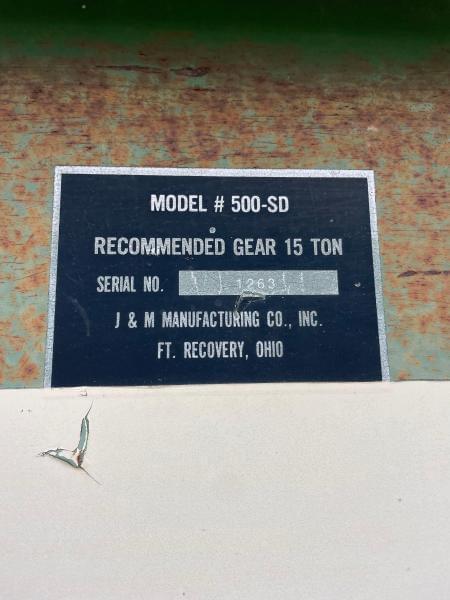 MODEL # 500-SD
RECOMMENDED GEAR 15 TON
SERIAL NO. 1263
J & M MANUFACTURING CO., INC.
FT. RECOVERY, OHIO